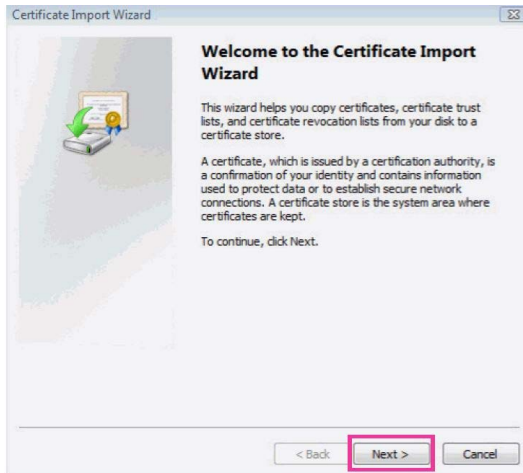 Certificate Import Wizard
Welcome to the Certificate Import
Wizard
This wizard helps you copy certificates, certificate trust
lists, and certificate revocation lists from your disk to a
certificate store.
A certificate, which is issued by a certification authority, is
a confirmation of your identity and contains information
used to protect data or to establish secure network
connections. A certificate store is the system area where
certificates are kept.
To continue, click Next.
< Back Next > Cancel